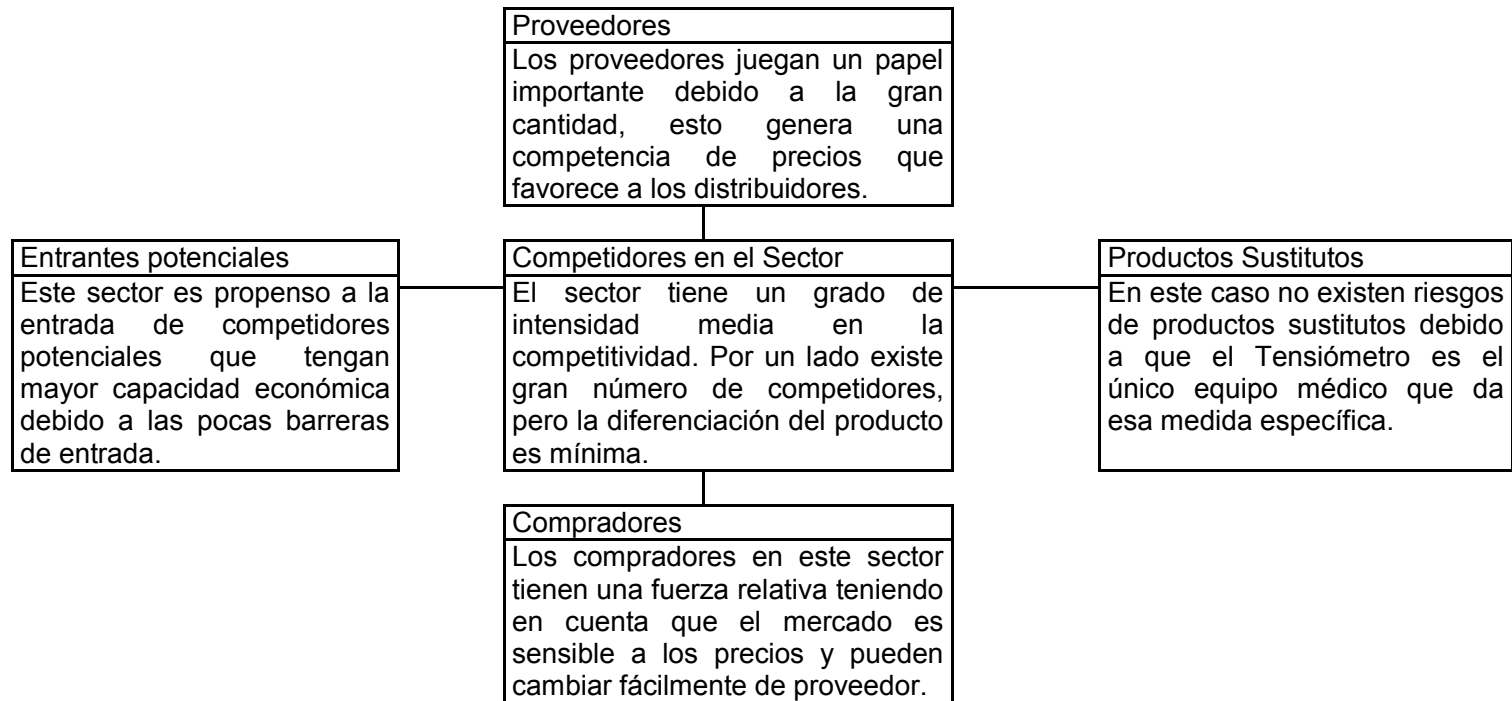 Proveedores
Los proveedores juegan un papel
importante debido a la gran
cantidad, esto genera una
competencia de precios que
favorece a los distribuidores.
Entrantes potenciales
Este sector es propenso a la
entrada de competidores
potenciales que tengan
mayor capacidad económica
debido a las pocas barreras
de entrada.
Competidores en el Sector
El sector tiene un grado de
intensidad media en la
competitividad. Por un lado existe
gran número de competidores,
pero la diferenciación del producto
es mínima.
Productos Sustitutos
En este caso no existen riesgos
de productos sustitutos debido
a que el Tensiómetro es el
único equipo médico que da
esa medida específica.
Compradores
Los compradores en este sector
tienen una fuerza relativa teniendo
en cuenta que el mercado es
sensible a los precios y pueden
cambiar fácilmente de proveedor.